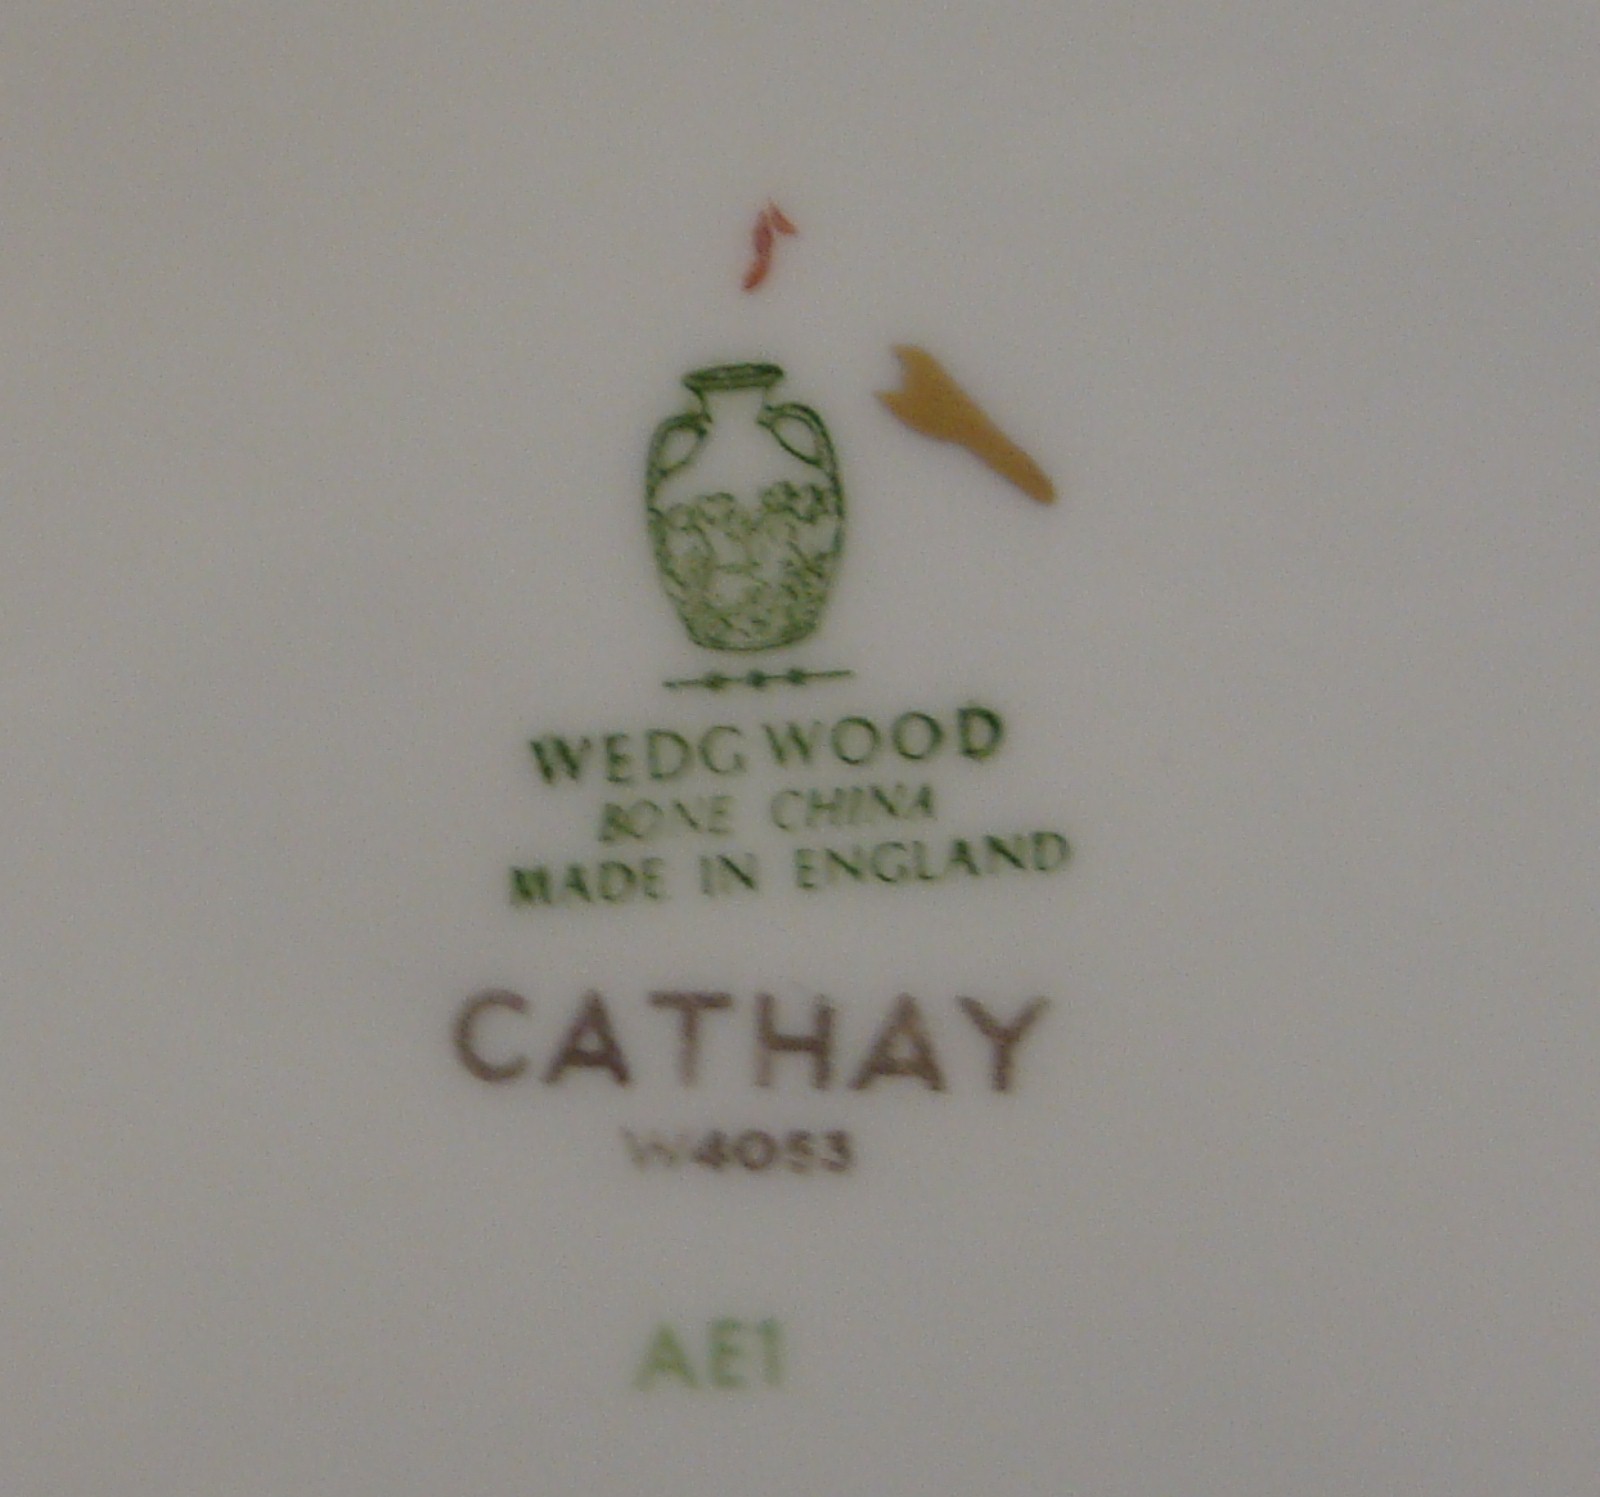 WEDGWOOD
BONE CHINA
MADE IN ENGLAND
CATHAY
W4053
AE1